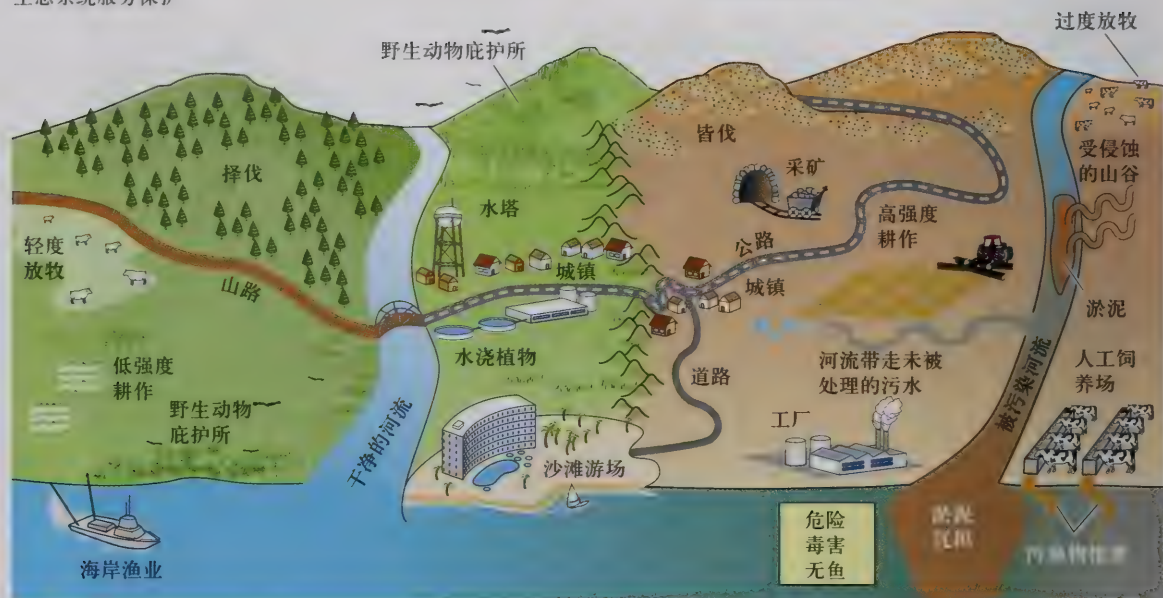 过度放牧
野生动物庇护所
皆伐
采矿
受侵蚀
的山谷
择伐
水塔
高强度
耕作
轻度
放牧
公路
城镇
城镇
山路
淤泥
水浇植物
河流带走未被
处理的污水
人工饲
养场
低强度
耕作
道路
被污染河流
野生动物
庇护所
工厂
干净的河流
沙滩游场
危险
毒害
无鱼
淤泥
沉积
海岸渔业